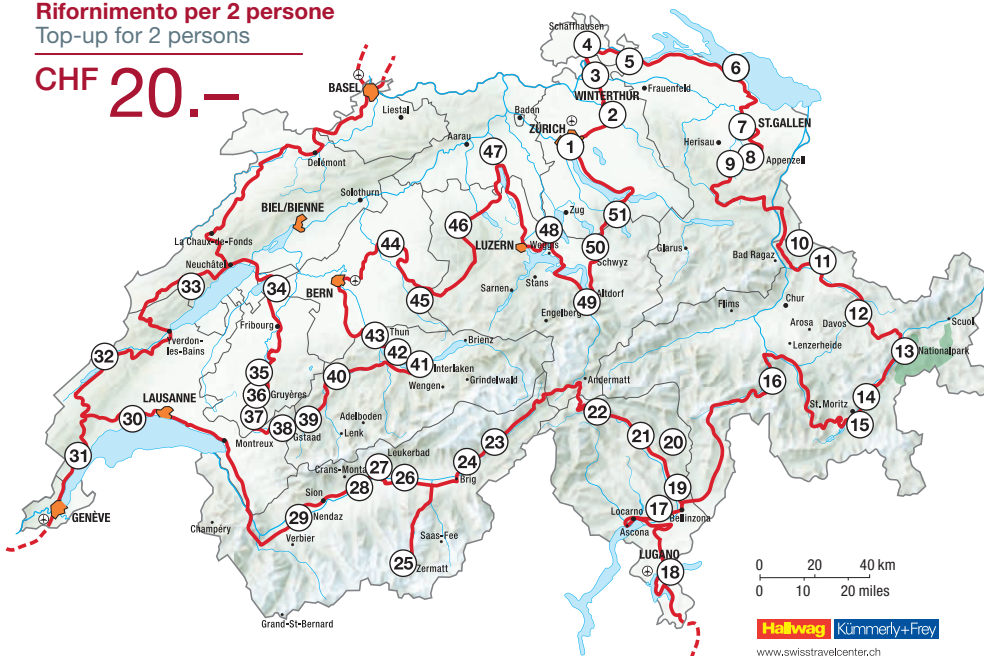 Rifornimento per 2 persone
Top-up for 2 persons
CHF 20.–
Schaffhausen
4
5
6
3
BASEL
WINTERTHUR
Frauenfeld
2
Liestal
Baden
ZÜRICH
7
ST.GALLEN
Aarau
1
Herisau
8
9
Appenzell
47
Delémont
Solothurn
BIEL/BIENNE
Zug
51
46
48
La Chaux-de-Fonds
44
LUZERN
Weggis
50
Glarus
10
Schwyz
Bad Ragaz
11
Neuchâtel
Stans
33
34
BERN
Sarnen
45
49
Altdorf
Chur
Flims
12
Engelberg
Fribourg
43
Thun
Arosa
Davos
Scuol
Yverdon-
les-Bains
42
Brienz
Lenzerheide
13
Nationalpark
32
41
Interlaken
35
40
Wengen
Grindelwald
Andermatt
16
36
Gruyères
14
St.Moritz
LAUSANNE
30
37
39
Adelboden
22
15
38
Gstaad
Lenk
21
20
Montreux
23
Leukerbad
31
Crans-Montana
27
24
26
Brig
28
19
Sion
17
GENÈVE
29
Nendaz
Locarno
Bellinzona
Champéry
Verbier
Saas-Fee
Ascona
25
Zermatt
LUGANO
18
0 20 40 km
0 10 20 miles
Grand-St-Bernard
Hallwag Kümmerly+Frey
www.swisstravelcenter.ch